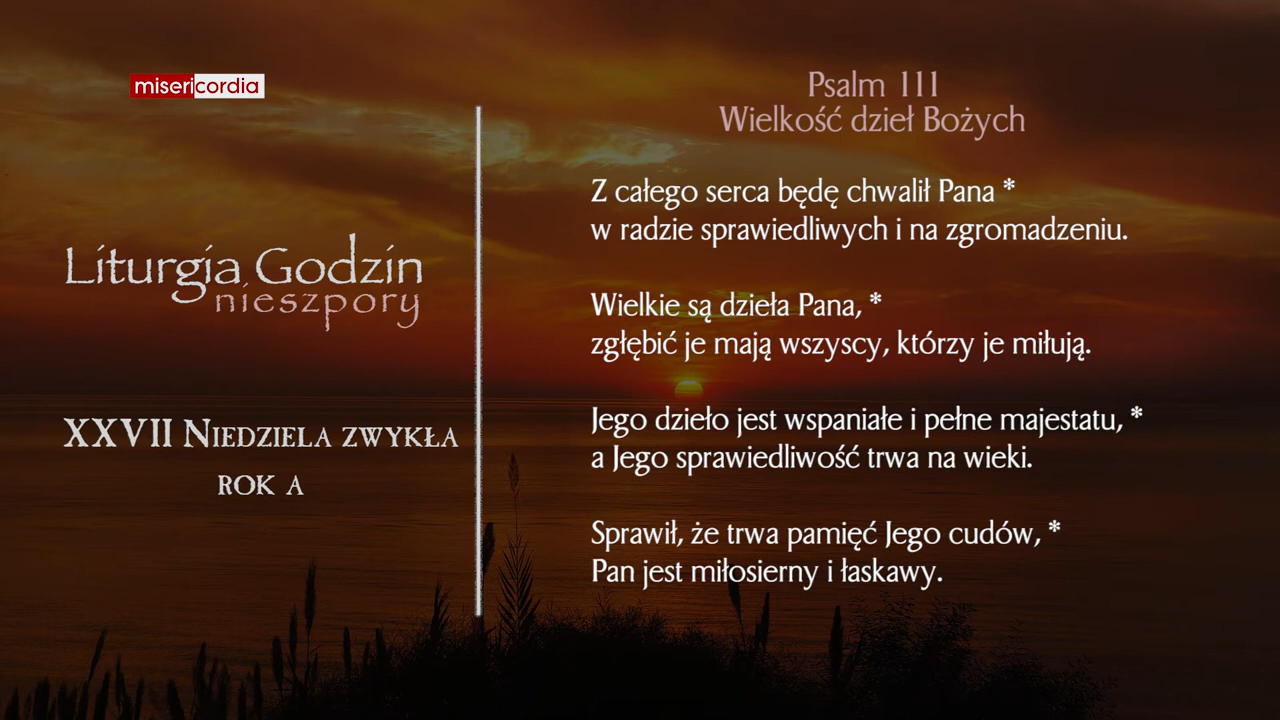 misericordia
Liturgia Godzin
nieszpory
XXVII Niedziela zwykła
rok A
Psalm 111
Wielkość dzieł Bożych
Z całego serca będę chwalił Pana *
w radzie sprawiedliwych i na zgromadzeniu.
Wielkie są dzieła Pana, *
zgłębić je mają wszyscy, którzy je miłują.
Jego dzieło jest wspaniałe i pełne majestatu, *
a Jego sprawiedliwość trwa na wieki.
Sprawił, że trwa pamięć Jego cudów, *
Pan jest miłosierny i łaskawy.